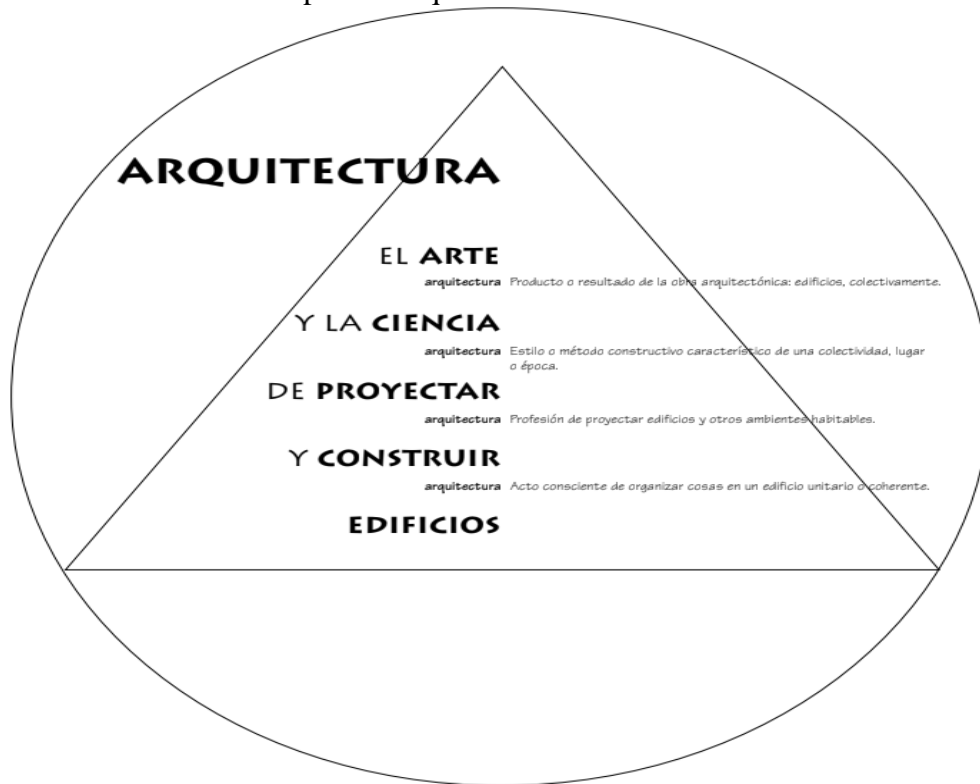 ARQUITECTURA
EL ARTE
arquitectura Producto o resultado de la obra arquitectónica: edificios, colectivamente.
Y LA CIENCIA
arquitectura Estilo o método constructivo característico de una colectividad, lugar
o época.
DE PROYECTAR
arquitectura Profesión de proyectar edificios y otros ambientes habitables.
Y CONSTRUIR
arquitectura Acto consciente de organizar cosas en un edificio unitario o coherente.
EDIFICIOS